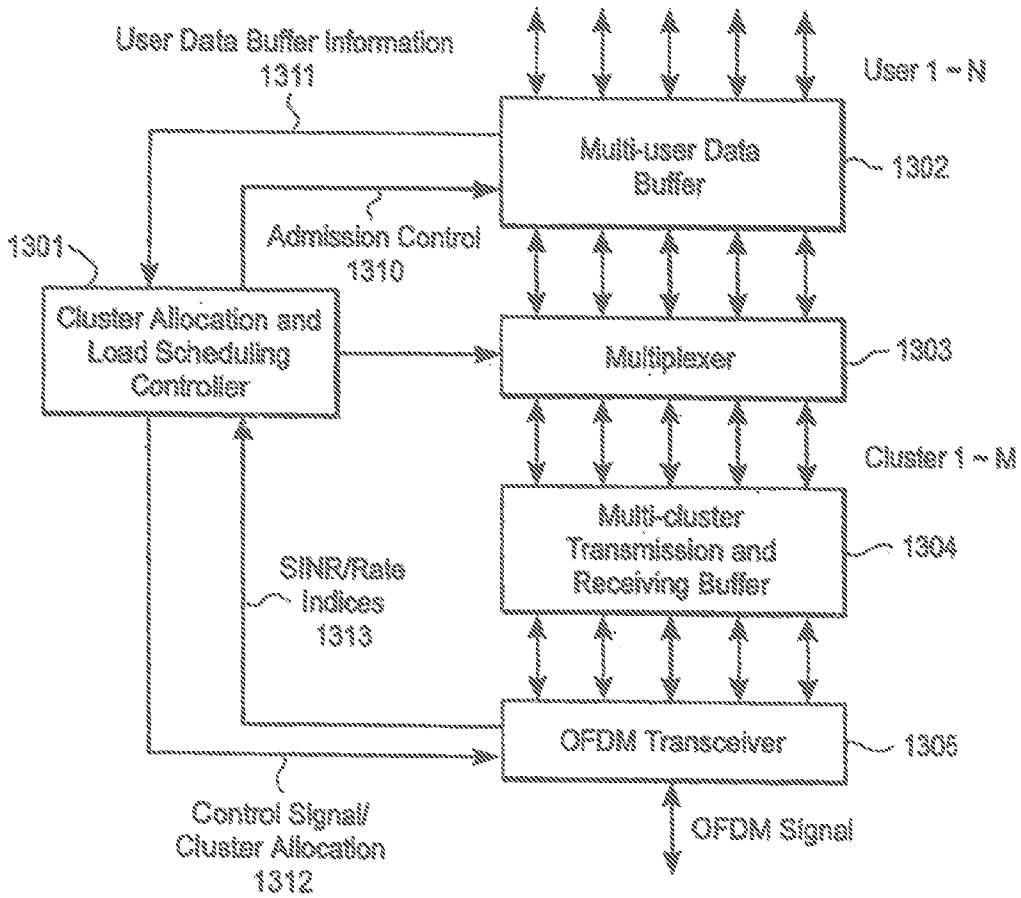 User Data Buffer Information
1311
User 1 ~ N
Multi-user Data
Buffer
1302
Admission Control
1310
1301
Cluster Allocation and
Load Scheduling
Controller
Multiplexer
1303
Cluster 1 ~ M
Multi-cluster
Transmission and
Receiving Buffer
1304
SINR/Rate
Indices
1313
OFDM Transceiver
1305
Control Signal/
Cluster Allocation
1312
OFDM Signal